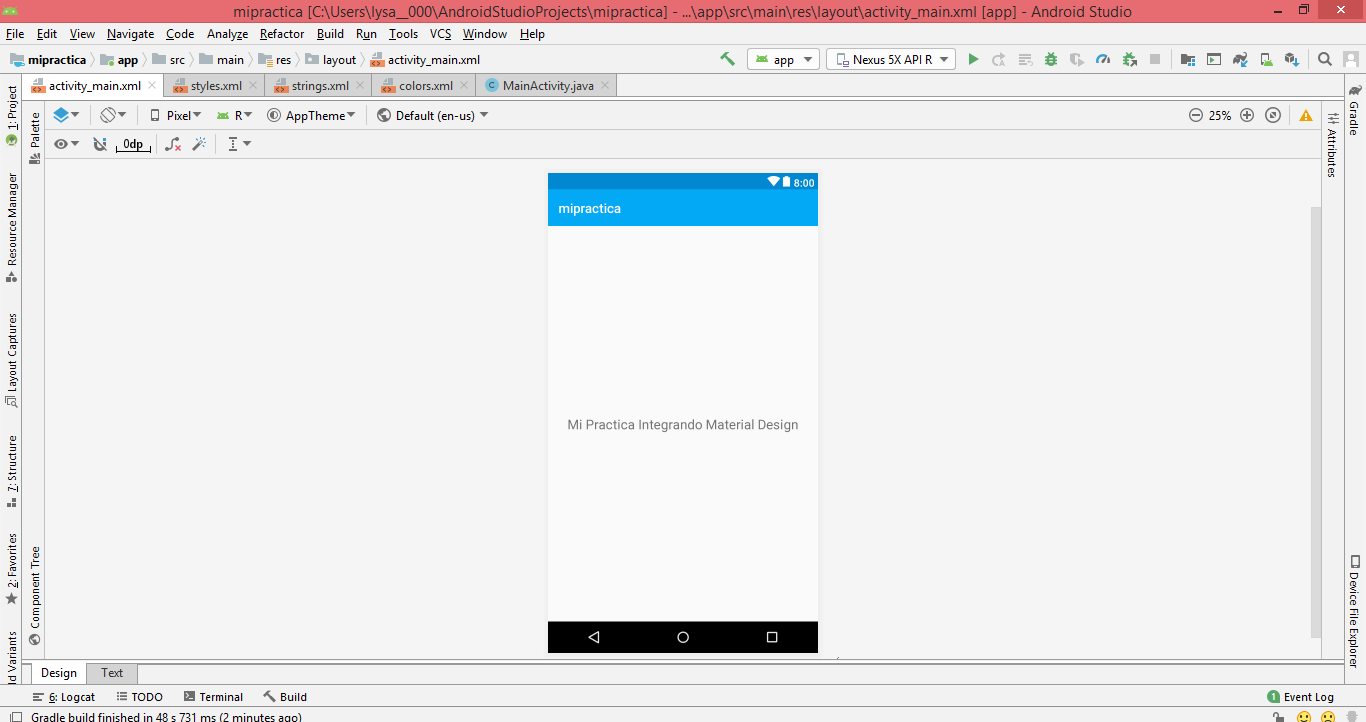 mipractica [C:\Users\lysa__000\AndroidStudioProjects\mipractica] - ...\app\src\main\res\layout\activity_main.xml [app] - Android Studio
File Edit View Navigate Code Analyze Refactor Build Run Tools VCS Window Help
mipractica app src main res layout activity_main.xml app Nexus 5X API R
activity_main.xml styles.xml strings.xml colors.xml MainActivity.java
Pixel R AppTheme Default (en-us) 25%
0dp
8:00
mipractica
Mi Practica Integrando Material Design
1: Project
Resource Manager
Layout Captures
7: Structure
2: Favorites
d Variants
Palette
Component Tree
Gradle
Attributes
Device File Explorer
Design Text
6: Logcat TODO Terminal Build Event Log
1
Gradle build finished in 48 s 731 ms (2 minutes ago)